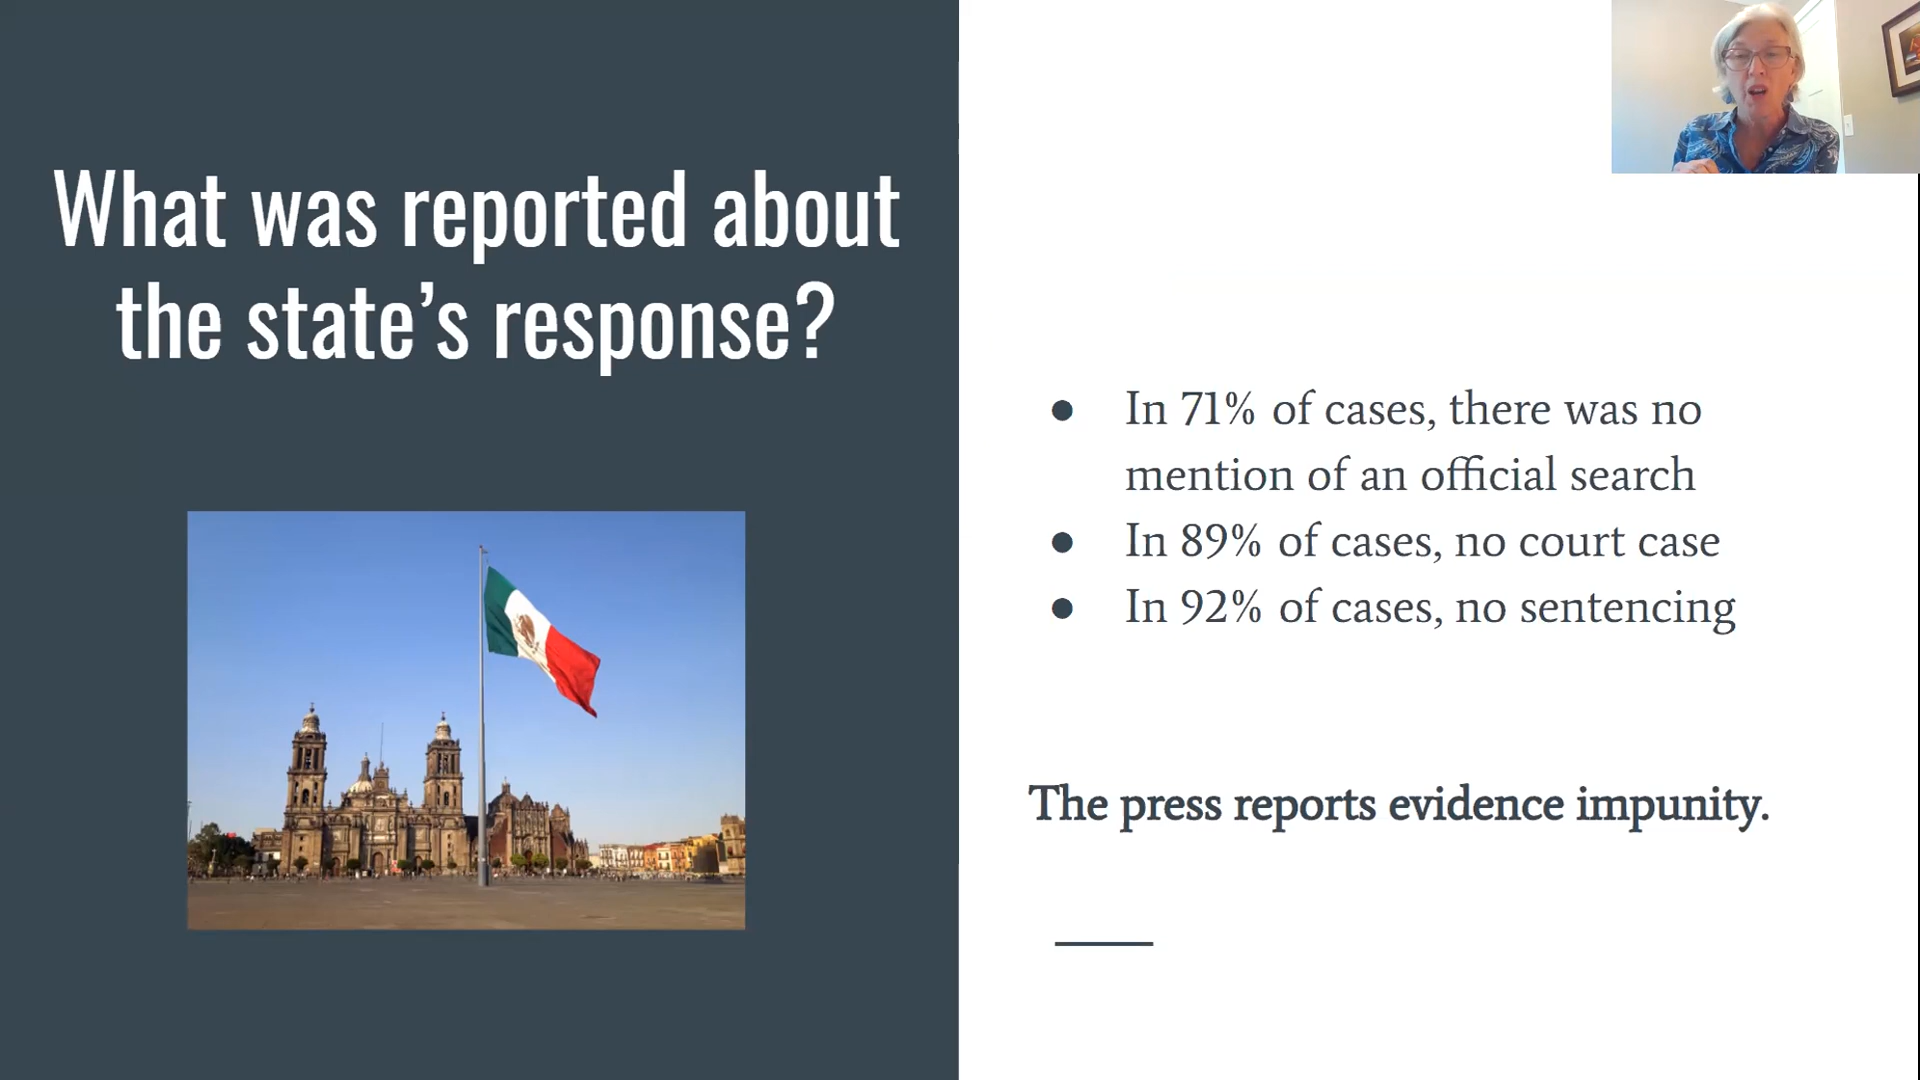 What was reported about
the state’s response?
● In 71% of cases, there was no
mention of an official search
● In 89% of cases, no court case
● In 92% of cases, no sentencing
The press reports evidence impunity.